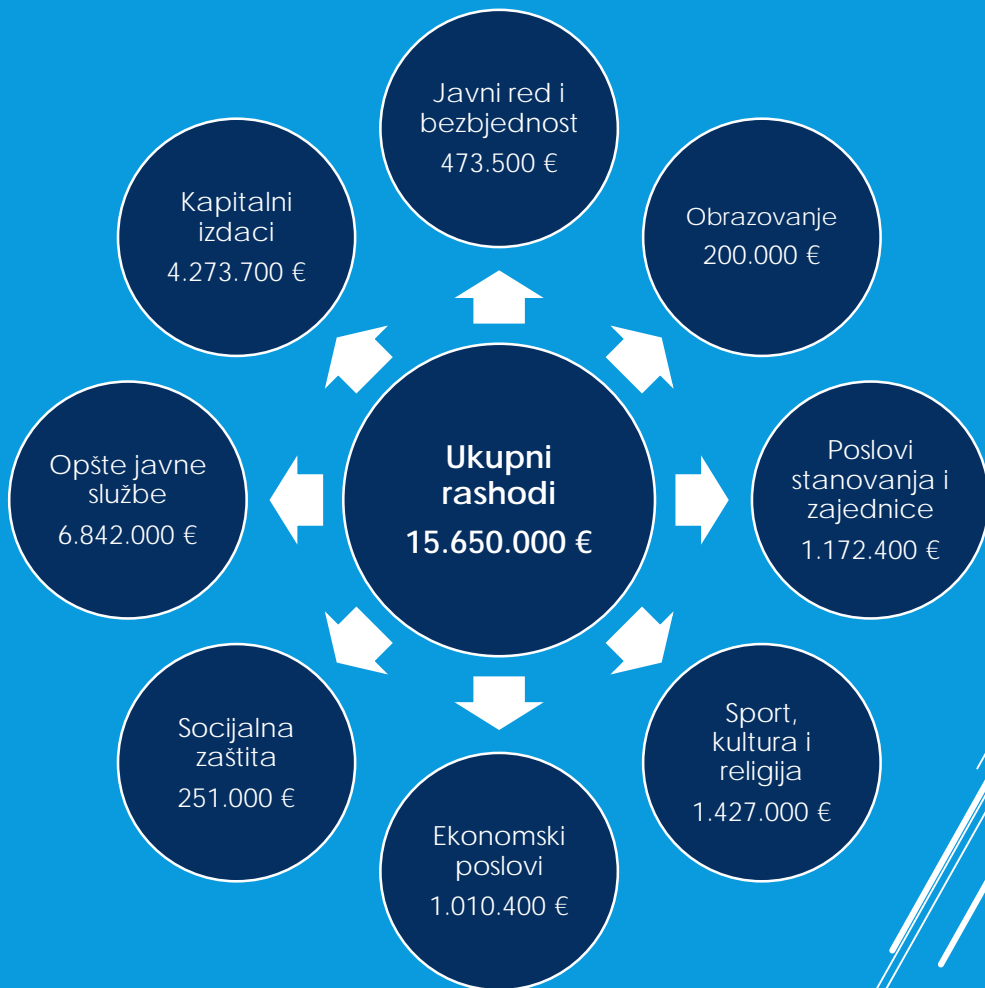 Javni red i
bezbjednost
473.500 €
Kapitalni
izdaci
4.273.700 €
Obrazovanje
200.000 €
Opšte javne
službe
6.842.000 €
Ukupni
rashodi
15.650.000 €
Poslovi
stanovanja i
zajednice
1.172.400 €
Socijalna
zaštita
251.000 €
Sport,
kultura i
religija
1.427.000 €
Ekonomski
poslovi
1.010.400 €